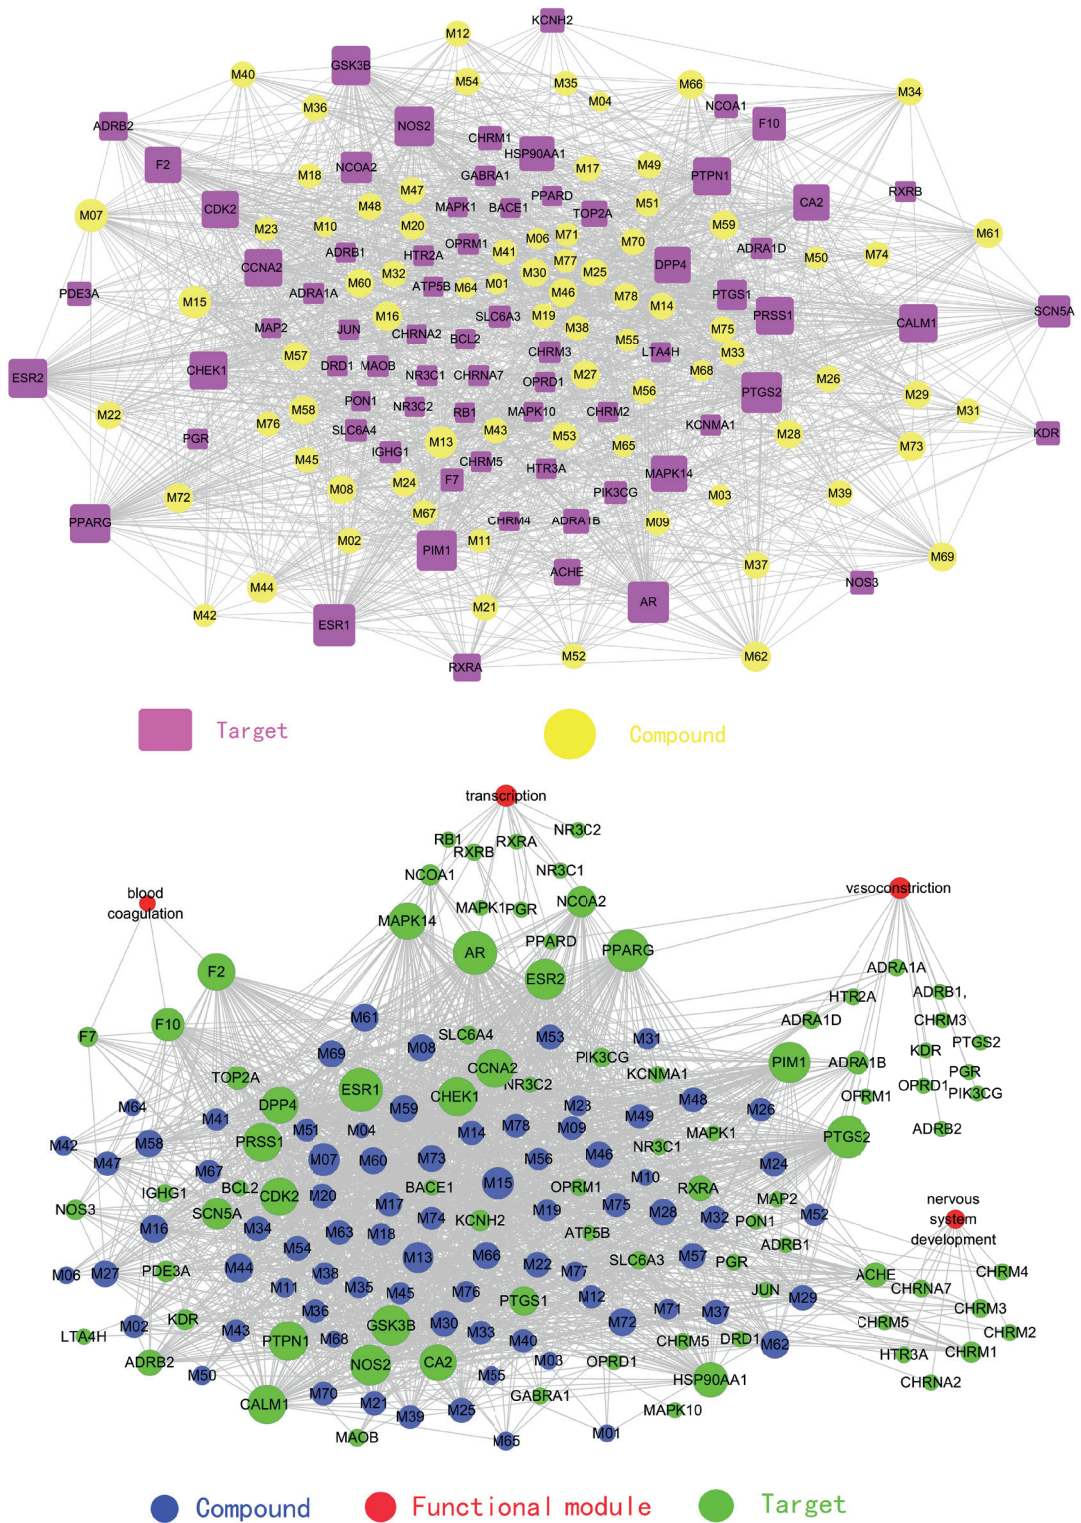 KCNH2
M12
GSK3B
M40
M54
M35
M66
M34
M04
NCOA1
M36
ADRB2
NOS2
F10
CHRM1
HSP90AA1
F2
NCOA2
M17
M49
PTPN1
M18
GABRA1
RXRB
M47
PPARD
CDK2
M48
MAPK1
BACE1
TOP2A
M51
CA2
M07
M23
M10
M20
M59
M61
OPRM1
M06
M71
M70
ADRA1D
ADRB1
HTR2A
M41
M50
M74
CCNA2
M77
DPP4
M32
M30
M25
PDE3A
M60
ATP5B
M64
M01
ADRA1A
M46
M78
PTGS1
M15
M14
SCN5A
M16
SLC6A3
M19
PRSS1
CALM1
MAP2
JUN
CHRNA2
BCL2
M38
M55
M75
M57
CHRM3
LTA4H
M33
ESR2
CHEK1
DRD1
MAOB
NR3C1
CHRNA7
OPRD1
M27
M68
M26
M56
PTGS2
M29
PON1
NR3C2
RB1
MAPK10
CHRM2
M31
M22
M58
M76
SLC6A4
M43
M53
KCNMA1
M28
KDR
PGR
M13
M65
M73
IGHG1
M45
CHRM5
HTR3A
MAPK14
M08
M24
F7
M72
PIK3CG
M03
M39
PPARG
M67
CHRM4
ADRA1B
M09
M02
M11
PIM1
M69
M37
ACHE
NOS3
M44
AR
M42
M21
ESR1
RXRA
M52
M62
Target
Compound
transcription
RB1
RXRB
RXRA
NR3C2
NCOA1
NR3C1
blood
coagulation
vasoconstriction
MAPK14
MAPK1
PGR
NCOA2
PPARD
AR
PPARG
ESR2
F2
ADRA1A
HTR2A
ADRB1,
F10
M61
ADRA1D
CHRM3
F7
SLC6A4
M53
M31
PTGS2
M69
M08
PIK3CG
KDR
CCNA2
KCNMA1
PIM1
ADRA1B
PGR
TOP2A
NR3C2
OPRD1
PIK3CG
ESR1
CHEK1
OPRM1
M64
DPP4
M59
M23
M48
M26
M41
M49
ADRB2
M42
M58
PRSS1
M51
M04
M14
M78
M09
MAPK1
PTGS2
M47
M67
M07
M60
M73
M56
M46
NR3C1
M24
IGHG1
BCL2
CDK2
M20
BACE1
M15
OPRM1
M10
RXRA
MAP2
NOS3
SCN5A
M17
M19
M75
M28
M32
PON1
M52
nervous
system
development
M16
M34
M63
M18
M74
KCNH2
ATP5B
ADRB1
M06
M27
PDE3A
M44
M54
M38
M13
M66
M22
M77
SLC6A3
M57
PGR
ACHE
CHRNA7
CHRM4
M11
M35
M45
M76
PTGS1
M12
JUN
M29
CHRM3
LTA4H
M02
KDR
M43
M36
GSK3B
M30
M33
M40
M72
M71
M37
CHRM5
CHRM2
PTPN1
M68
CHRM5
DRD1
M62
HTR3A
CHRM1
ADRB2
M50
NOS2
CA2
M55
M03
OPRD1
HSP90AA1
CHRNA2
CALM1
M70
M21
M39
M25
GABRA1
MAPK10
MAOB
M65
M01
Compound
Functional module
Target